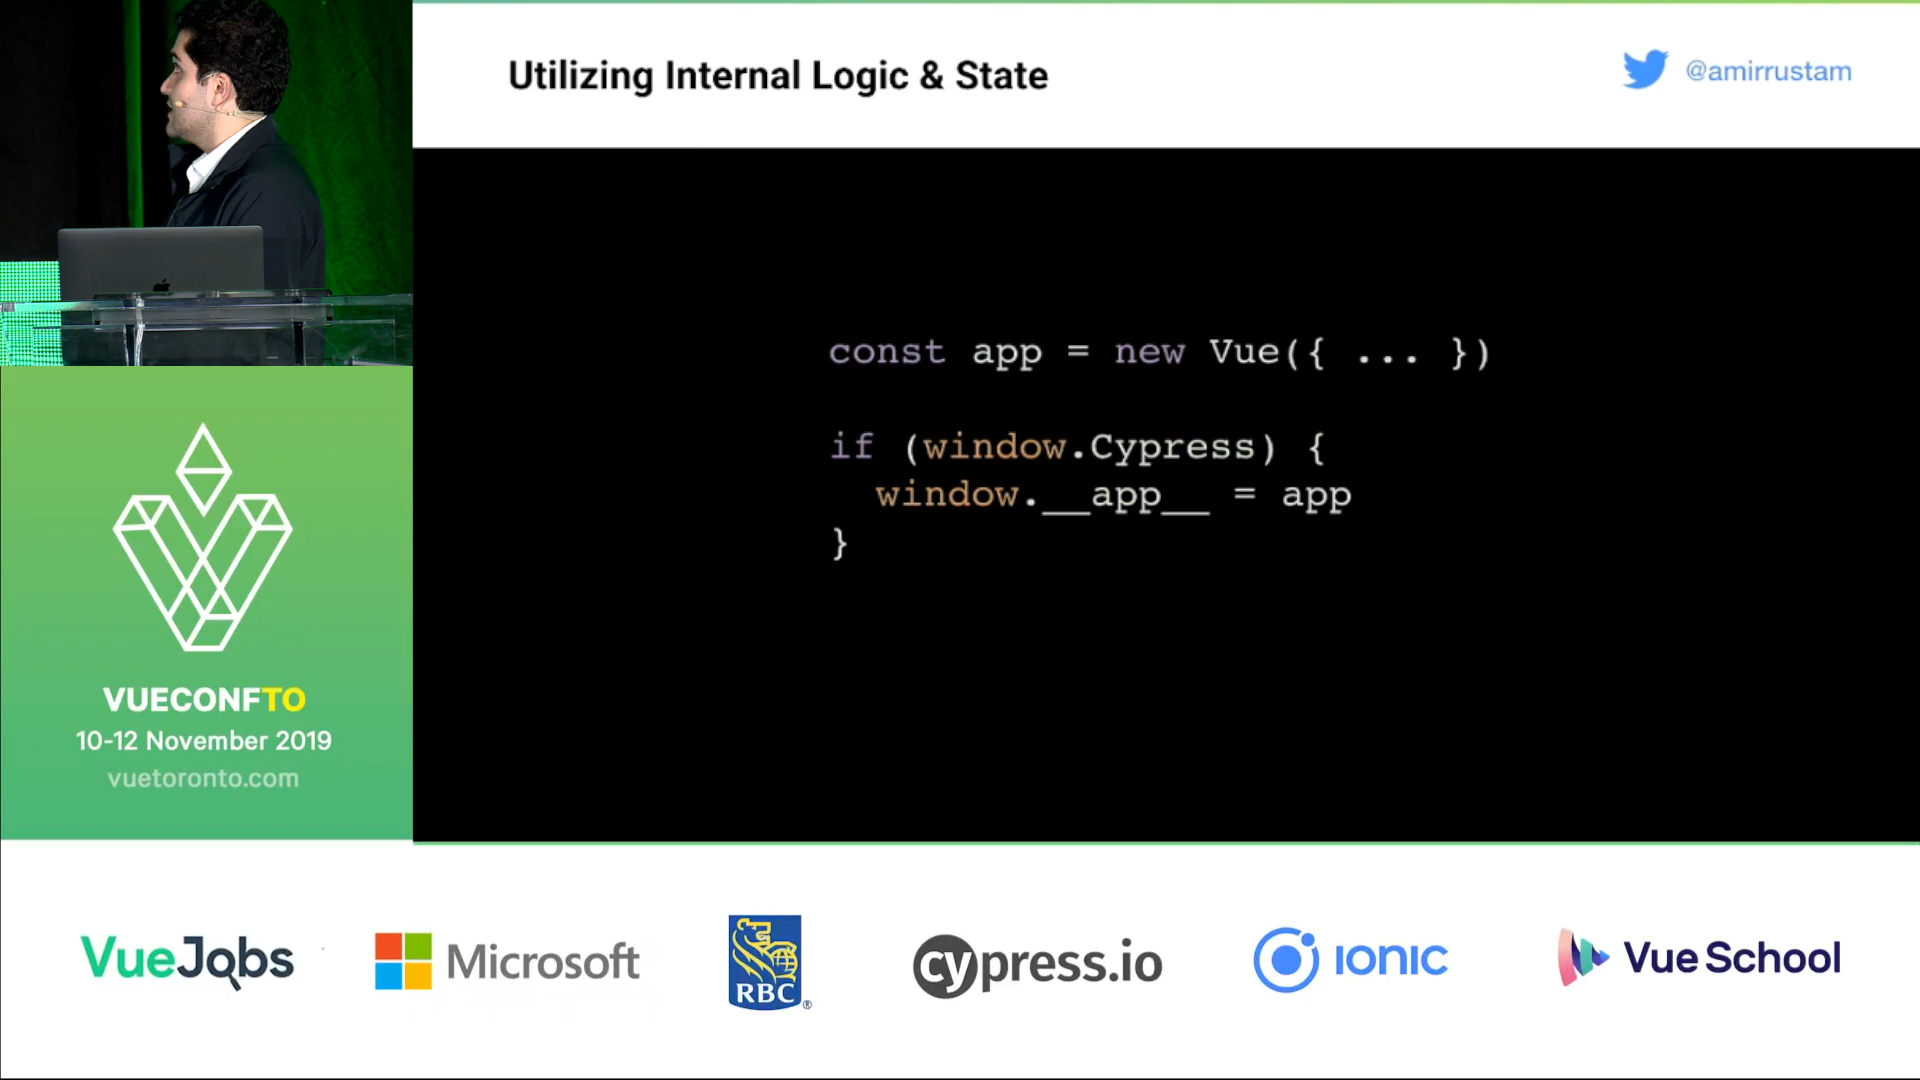 Utilizing Internal Logic & State
@amirrustam
const app = new Vue({ ... })
if (window.Cypress) {
  window.__app__ = app
}
VUECONFTO
10-12 November 2019
vuetoronto.com
VueJobs
Microsoft
RBC®
cypress.io
IONIC
Vue School